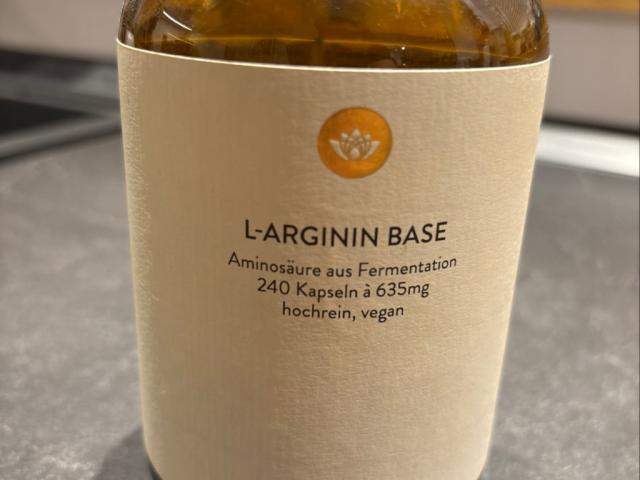 L-ARGININ BASE
Aminosäure aus Fermentation
240 Kapseln à 635mg
hochrein, vegan